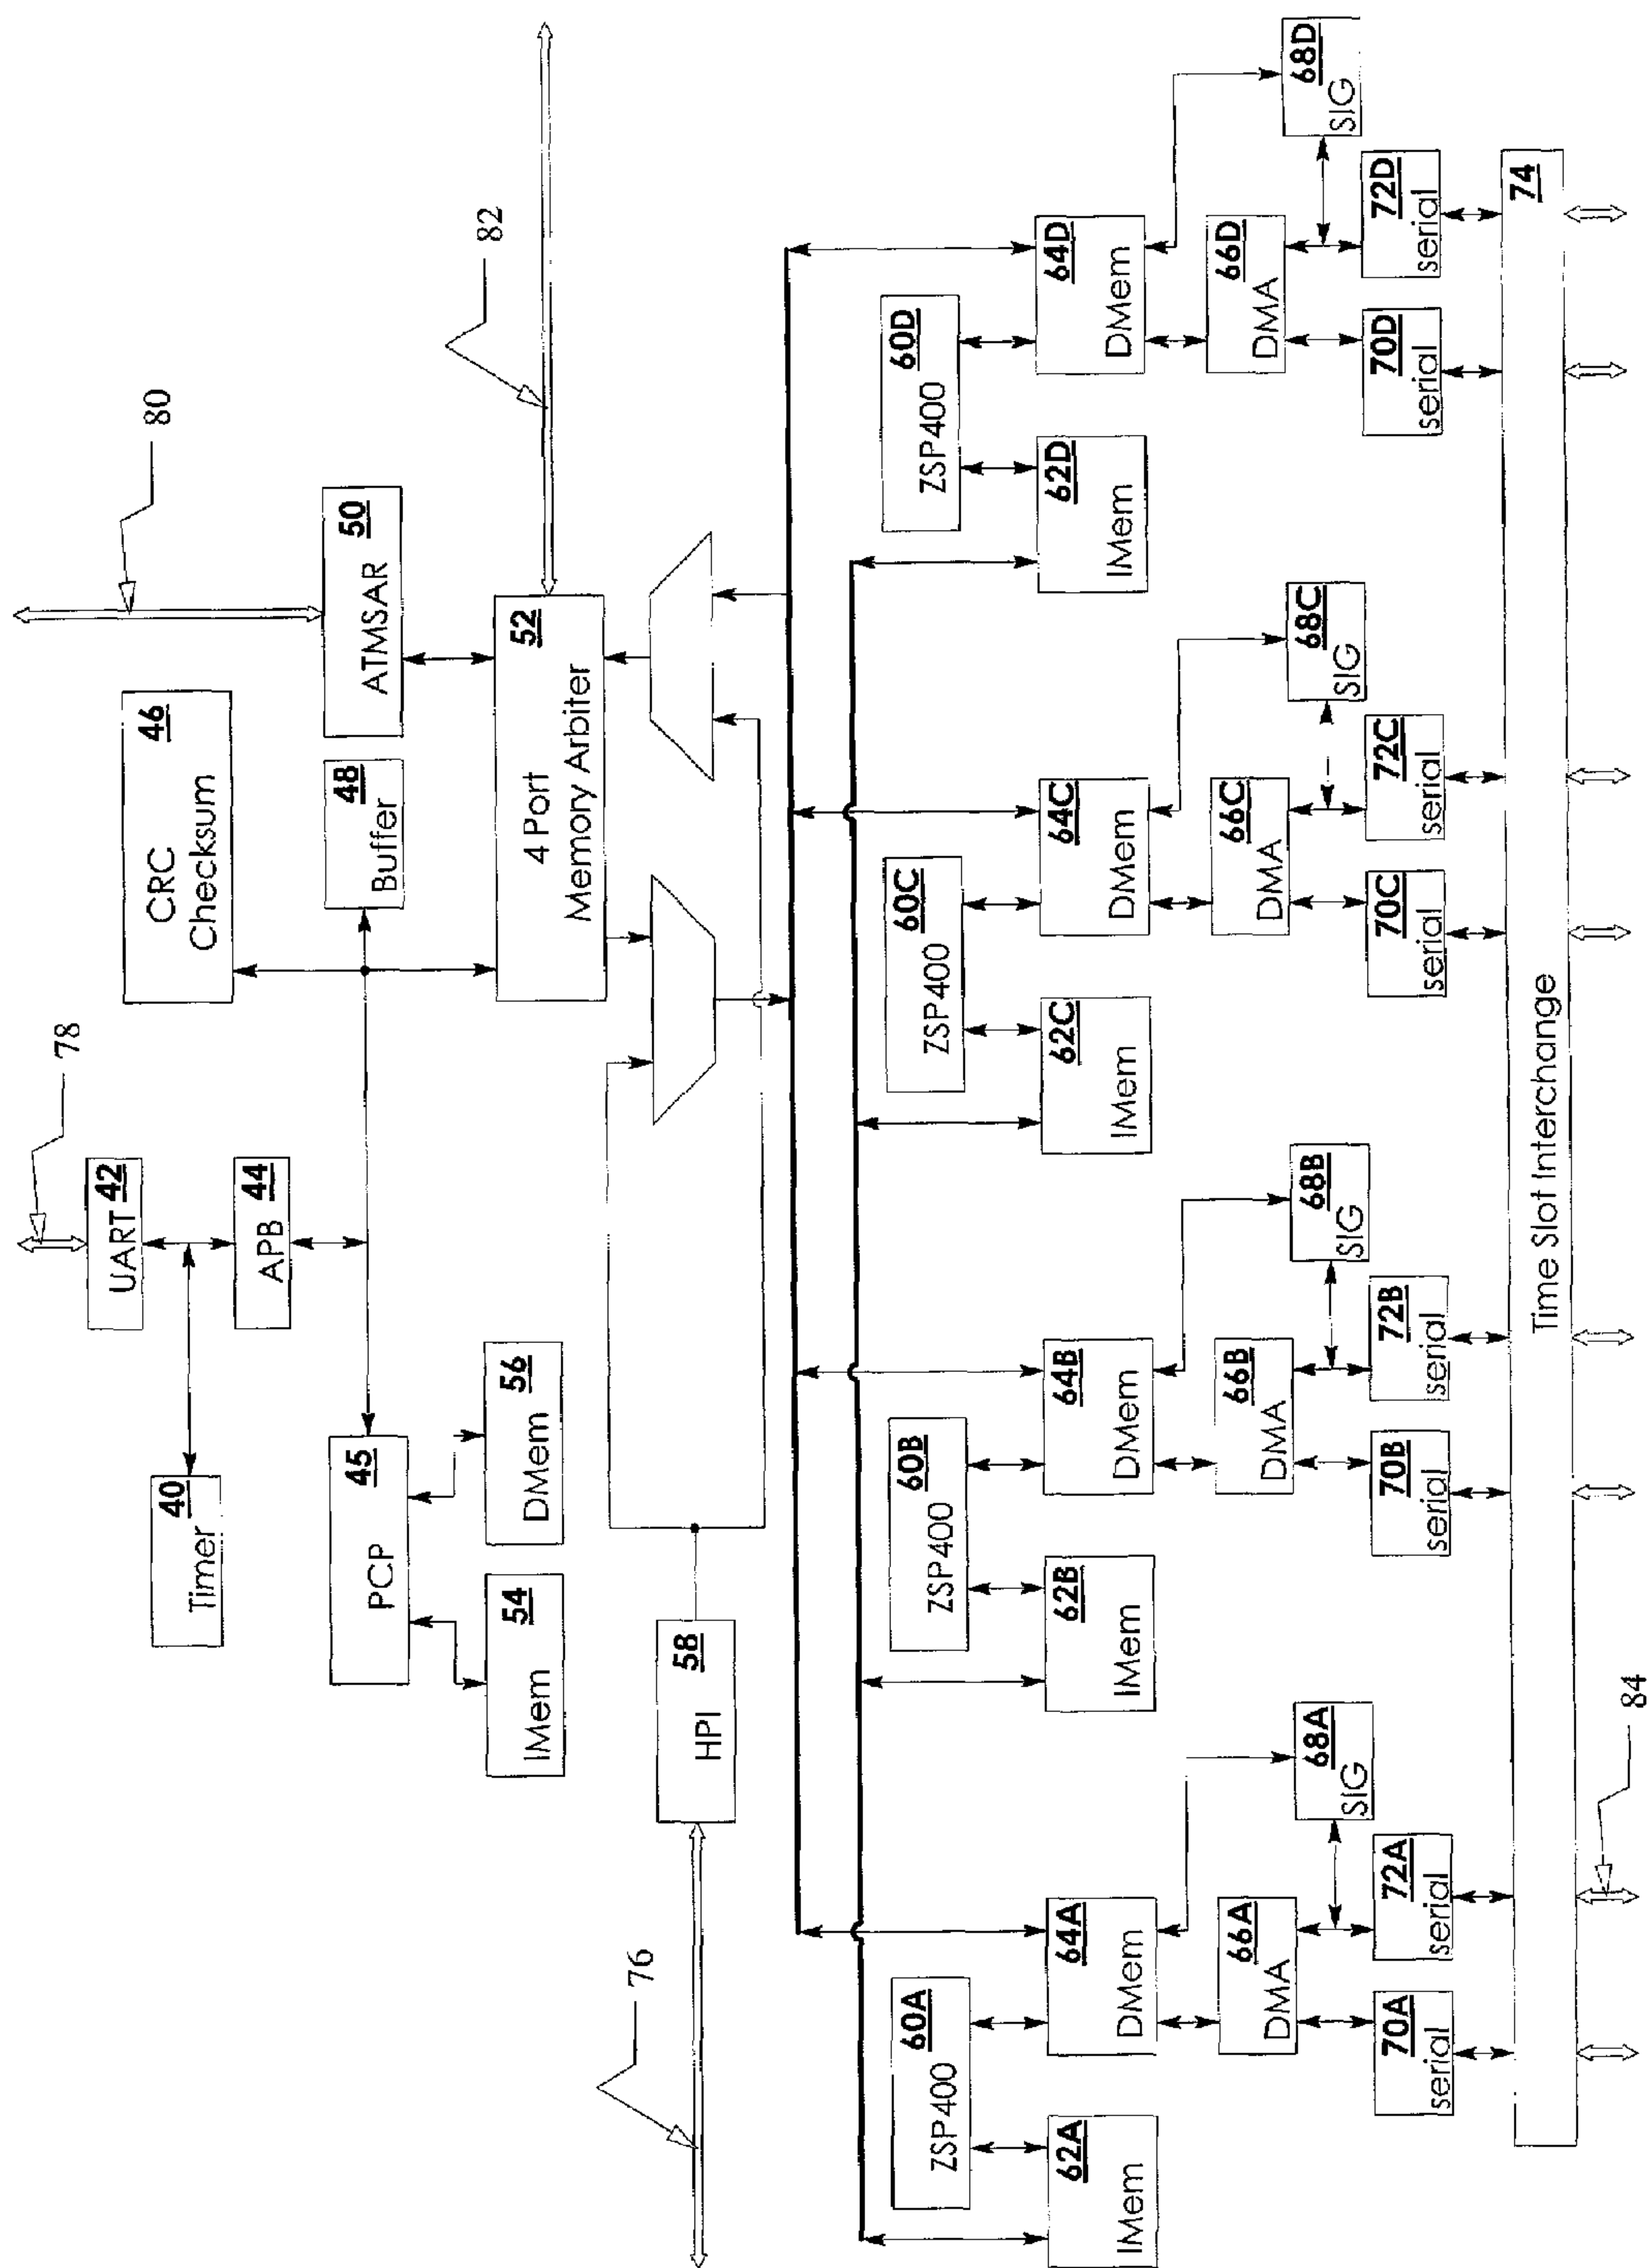 78
80
82
UART 42
Timer 40
APB 44
CRC
Checksum 46
Buffer 48
ATMSAR 50
PCP 45
IMem 54
DMem 56
4 Port
Memory Arbiter 52
76
HPI 58
ZSP400 60A
IMem 62A
DMem 64A
DMA 66A
SIG 68A
serial 70A
serial 72A
ZSP400 60B
IMem 62B
DMem 64B
DMA 66B
SIG 68B
serial 70B
serial 72B
ZSP400 60C
IMem 62C
DMem 64C
DMA 66C
SIG 68C
serial 70C
serial 72C
ZSP400 60D
IMem 62D
DMem 64D
DMA 66D
SIG 68D
serial 70D
serial 72D
Time Slot Interchange 74
84